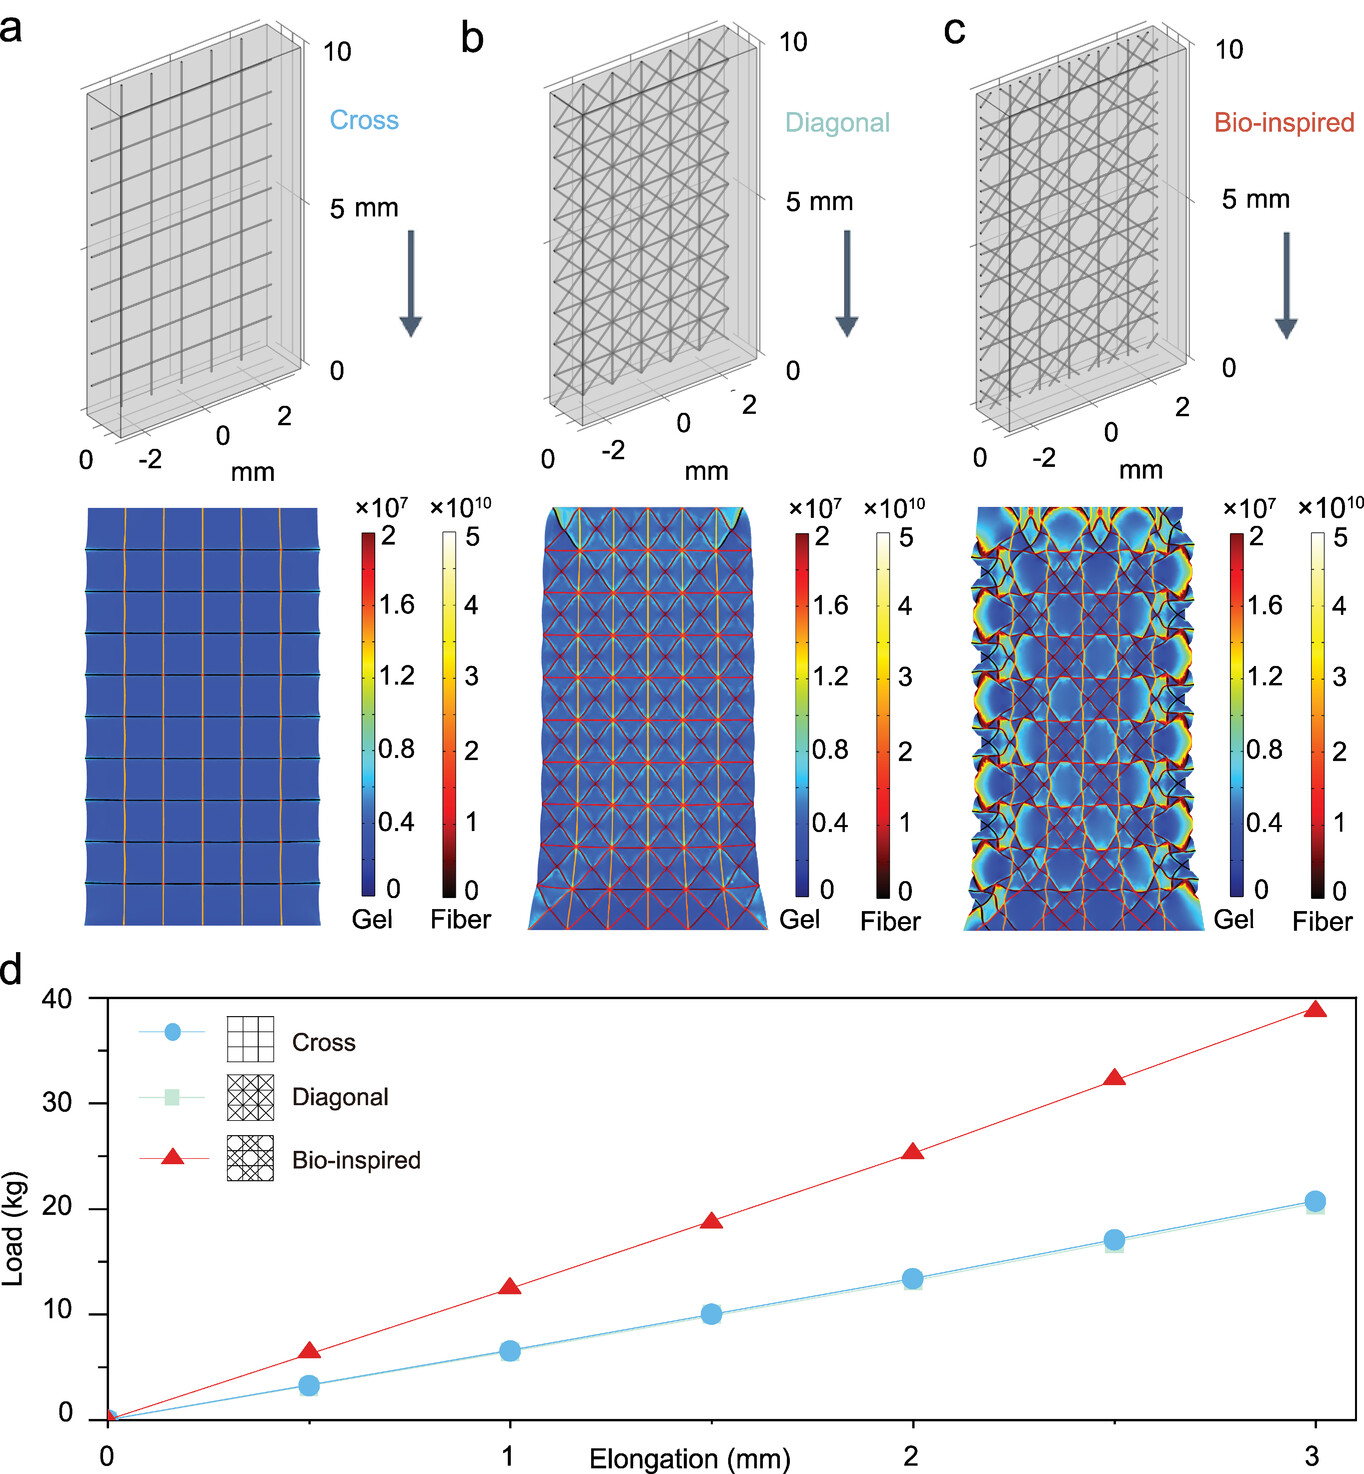 a
10
Cross
5 mm
0
2
0
-2
0
mm
b
10
Diagonal
5 mm
0
2
0
-2
0
mm
c
10
Bio-inspired
5 mm
0
2
0
-2
0
mm
×10⁷ ×10¹⁰
2 5
1.6 4
1.2 3
0.8 2
0.4 1
0 0
Gel Fiber
×10⁷ ×10¹⁰
2 5
1.6 4
1.2 3
0.8 2
0.4 1
0 0
Gel Fiber
×10⁷ ×10¹⁰
2 5
1.6 4
1.2 3
0.8 2
0.4 1
0 0
Gel Fiber
d
40
30
20
10
0
Load (kg)
Cross
Diagonal
Bio-inspired
0 1 2 3
Elongation (mm)